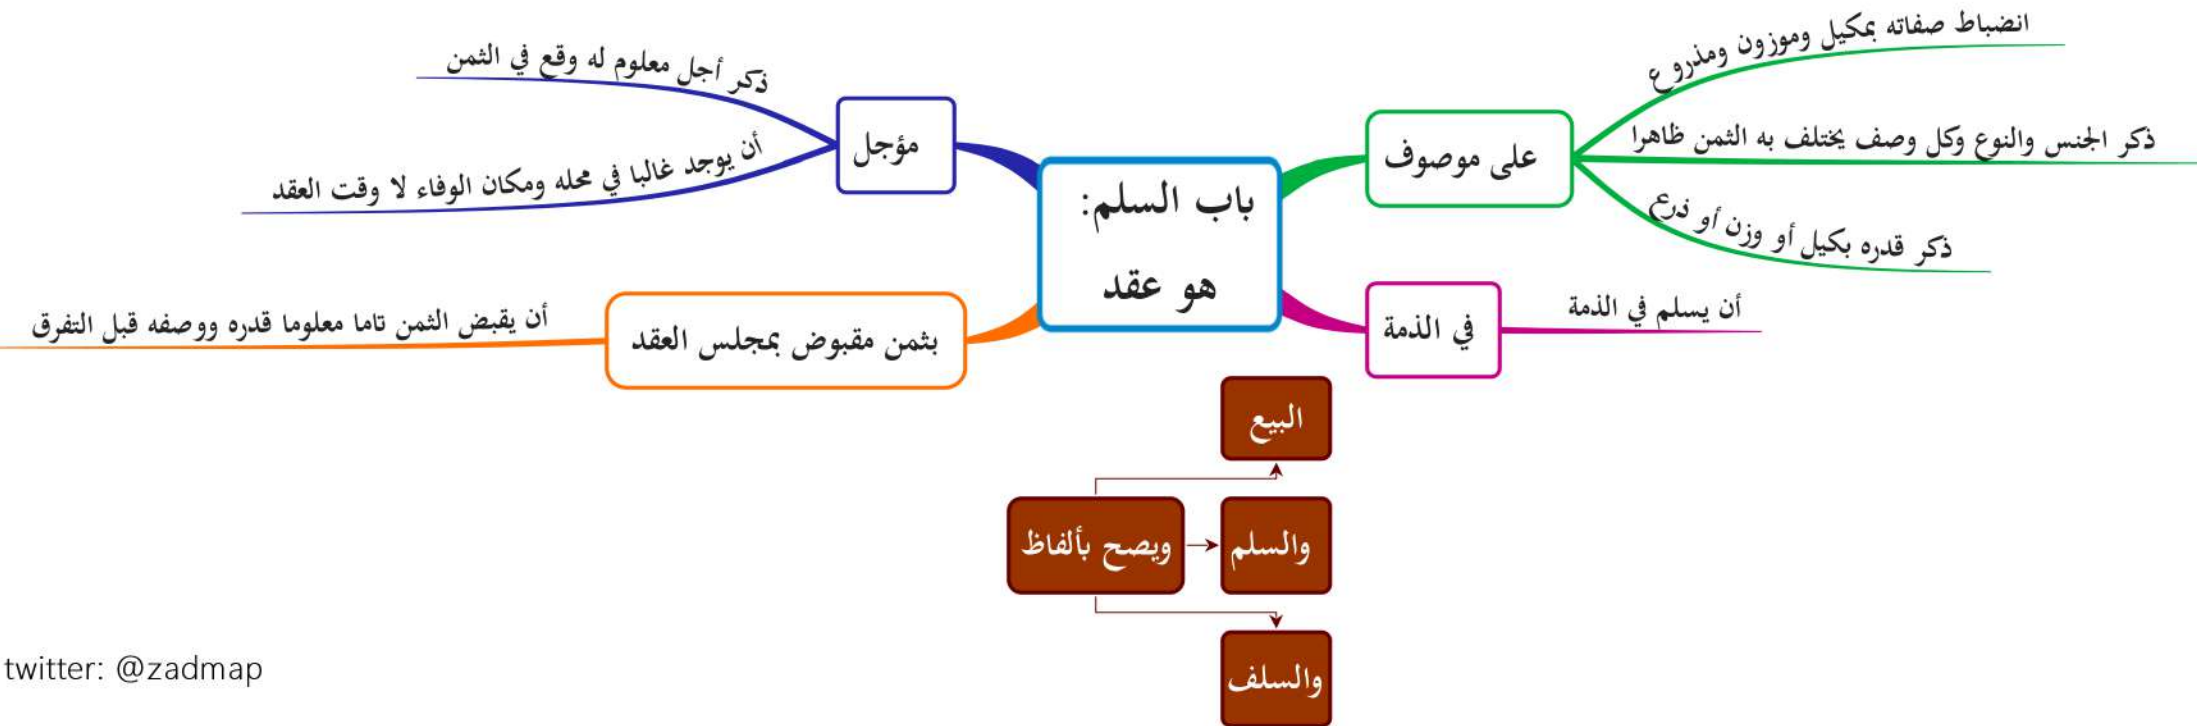 باب السلم:
هو عقد
على موصوف
انضباط صفاته بمكيل وموزون ومذروع
ذكر الجنس والنوع وكل وصف يختلف به الثمن ظاهرا
ذكر قدره بكيل أو وزن أو ذرع
في الذمة
أن يسلم في الذمة
مؤجل
ذكر أجل معلوم له وقع في الثمن
أن يوجد غالبا في محله ومكان الوفاء لا وقت العقد
بثمن مقبوض بمجلس العقد
أن يقبض الثمن تاما معلوما قدره ووصفه قبل التفرق
ويصح بألفاظ
البيع
والسلم
والسلف
twitter: @zadmap